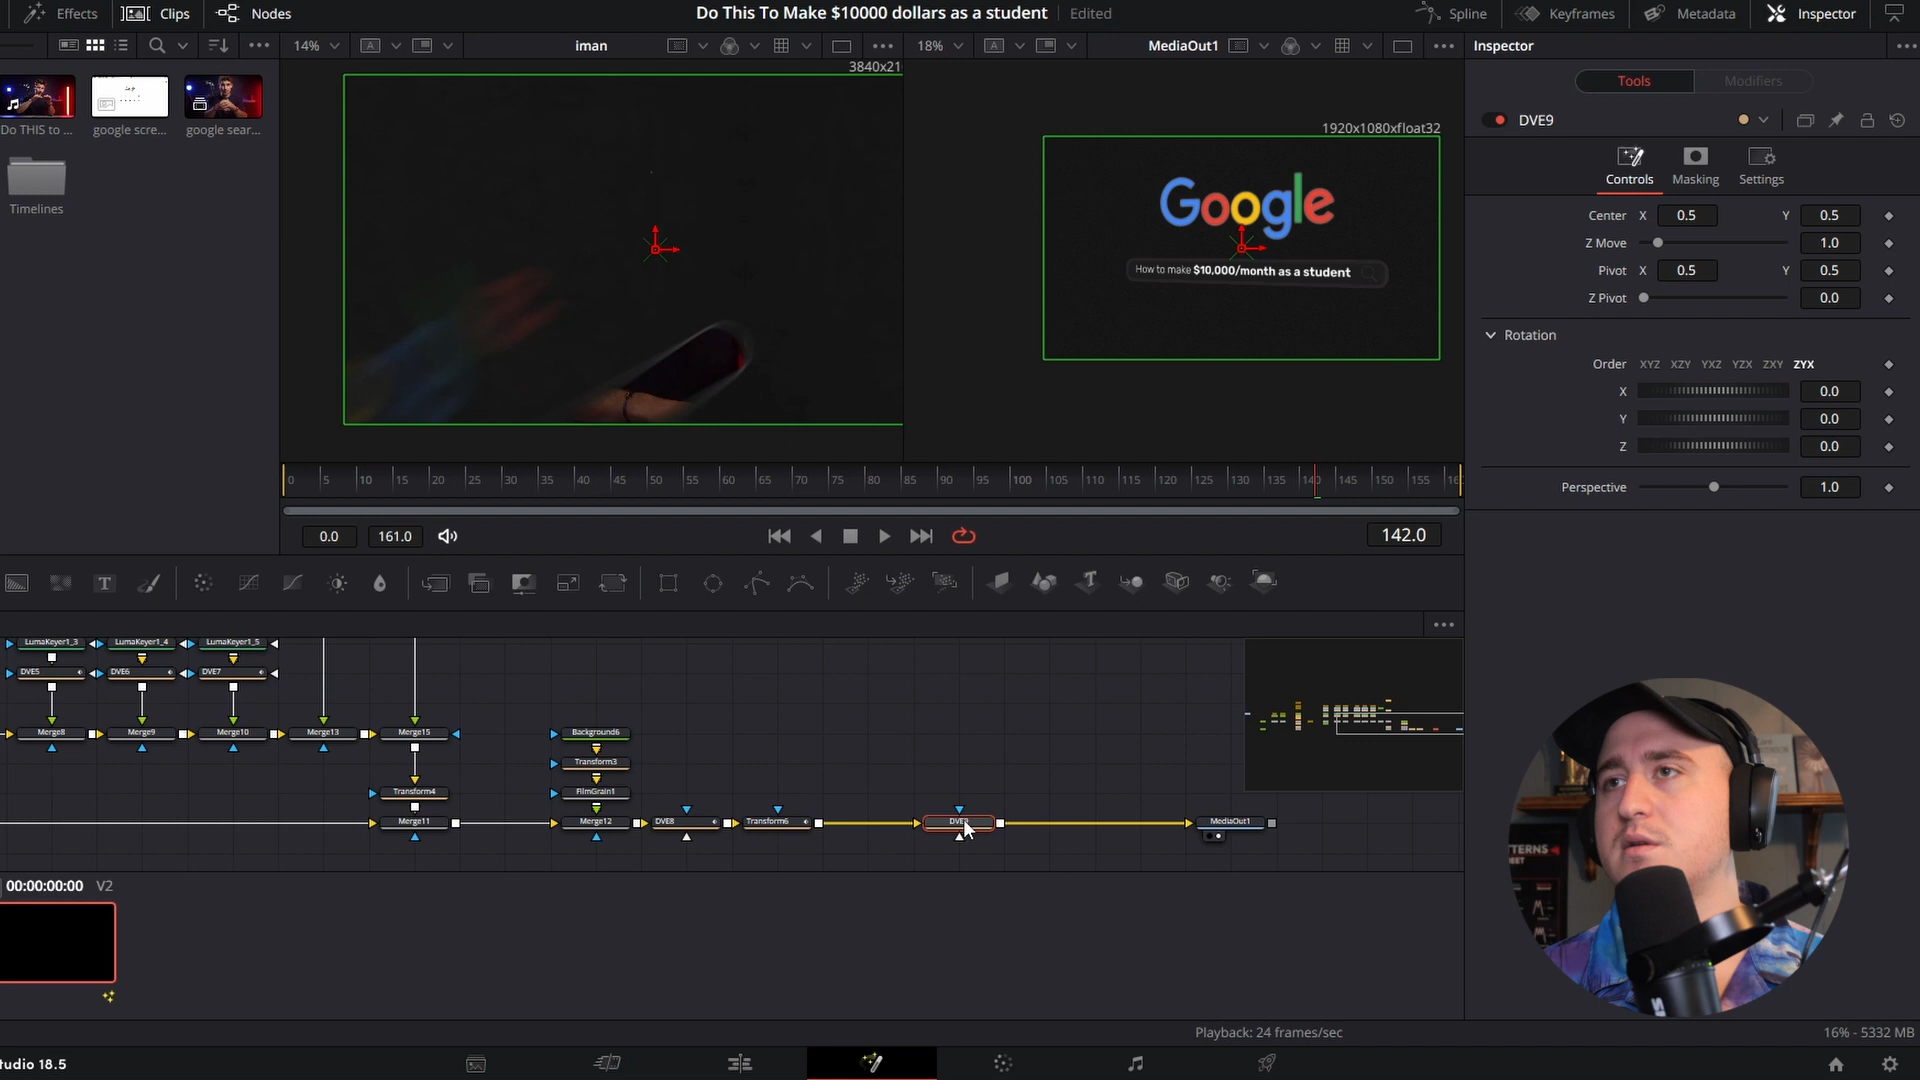 Effects
Clips
Nodes
Do This To Make $10000 dollars as a student
Edited
Spline
Keyframes
Metadata
Inspector
14%
A
iman
18%
A
MediaOut1
Inspector
3840x21
Tools
Modifiers
Do THIS to ...
google scre...
google sear...
1920x1080xfloat32
DVE9
Timelines
Controls
Masking
Settings
Google
How to make $10,000/month as a student
Center X 0.5 Y 0.5
Z Move 1.0
Pivot X 0.5 Y 0.5
Z Pivot 0.0
Rotation
Order XYZ XZY YXZ YZX ZXY ZYX
X 0.0
Y 0.0
Z 0.0
Perspective 1.0
0 5 10 15 20 25 30 35 40 45 50 55 60 65 70 75 80 85 90 95 100 105 110 115 120 125 130 135 140 145 150 155 16
0.0
161.0
142.0
T
T
LumaKeyer1_3
LumaKeyer1_4
LumaKeyer1_5
DVE5
DVE6
DVE7
Merge8
Merge9
Merge10
Merge13
Merge15
Background6
Transform3
Transform4
FilmGrain1
Merge11
Merge12
DVE8
Transform6
MediaOut1
00:00:00:00 V2
Playback: 24 frames/sec
16% - 5332 MB
tudio 18.5